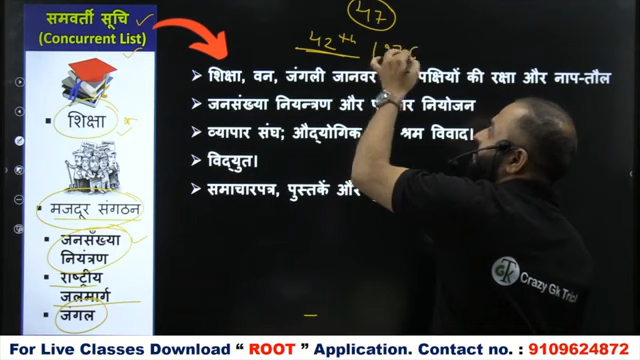 समवर्ती सूचि
(Concurrent List)
47
42th
शिक्षा, वन, जंगली जानवर पक्षियों की रक्षा और नाप-तौल
जनसंख्या नियन्त्रण और नियोजन
व्यापार संघ; औद्योगिक श्रम विवाद।
विद्युत।
समाचारपत्र, पुस्तकें और
शिक्षा
मजदूर संगठन
जनसँख्या
नियंत्रण
राष्ट्रीय
जलमार्ग
जंगल
Crazy Gk Trick
For Live Classes Download “ ROOT ” Application. Contact no. : 9109624872